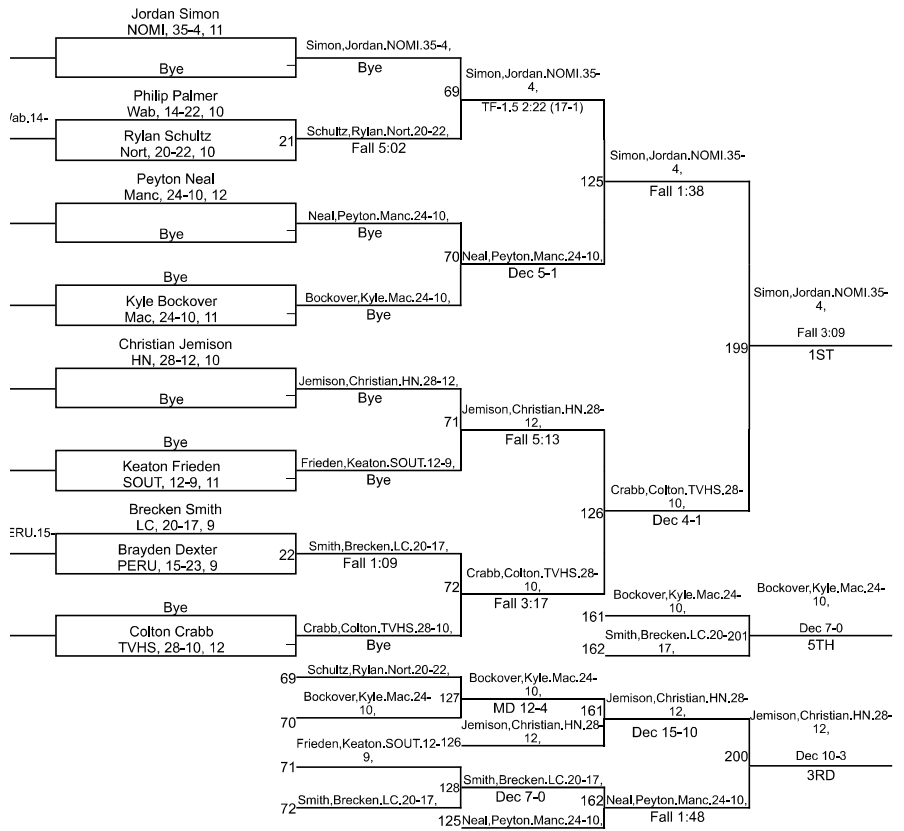 Jordan Simon
NOMI, 35-4, 11
Simon,Jordan.NOMI.35-4,
Bye
Bye
Simon,Jordan.NOMI.35-
4,
69
TF-1.5 2:22 (17-1)
Philip Palmer
Wab, 14-22, 10
Vab.14-
Rylan Schultz
Nort, 20-22, 10
21
Schultz,Rylan.Nort.20-22,
Fall 5:02
Simon,Jordan.NOMI.35-
4,
125
Fall 1:38
Peyton Neal
Manc, 24-10, 12
Neal,Peyton.Manc.24-10,
Bye
Bye
70
Neal,Peyton.Manc.24-10,
Dec 5-1
Bye
Kyle Bockover
Mac, 24-10, 11
Bockover,Kyle.Mac.24-10,
Bye
Simon,Jordan.NOMI.35-
4,
199
Fall 3:09
1ST
Christian Jemison
HN, 28-12, 10
Jemison,Christian.HN.28-12,
Bye
Bye
Jemison,Christian.HN.28-
12,
71
Fall 5:13
Bye
Keaton Frieden
SOUT, 12-9, 11
Frieden,Keaton.SOUT.12-9,
Bye
Crabb,Colton.TVHS.28-
10,
126
Dec 4-1
Brecken Smith
LC, 20-17, 9
ERU.15-
Brayden Dexter
PERU, 15-23, 9
22
Smith,Brecken.LC.20-17,
Fall 1:09
Crabb,Colton.TVHS.28-
10,
72
Fall 3:17
Bye
Colton Crabb
TVHS, 28-10, 12
Crabb,Colton.TVHS.28-10,
Bye
Bockover,Kyle.Mac.24-
10,
161
Smith,Brecken.LC.20-
17,
162
201
Bockover,Kyle.Mac.24-
10,
Dec 7-0
5TH
69
Schultz,Rylan.Nort.20-22,
Bockover,Kyle.Mac.24-
10,
70
127
Bockover,Kyle.Mac.24-
10,
MD 12-4
Jemison,Christian.HN.28-
12,
126
161
Jemison,Christian.HN.28-
12,
Dec 15-10
Frieden,Keaton.SOUT.12-
9,
71
Smith,Brecken.LC.20-17,
72
128
Smith,Brecken.LC.20-17,
Dec 7-0
125
Neal,Peyton.Manc.24-10,
162
Neal,Peyton.Manc.24-10,
Fall 1:48
200
Jemison,Christian.HN.28-
12,
Dec 10-3
3RD